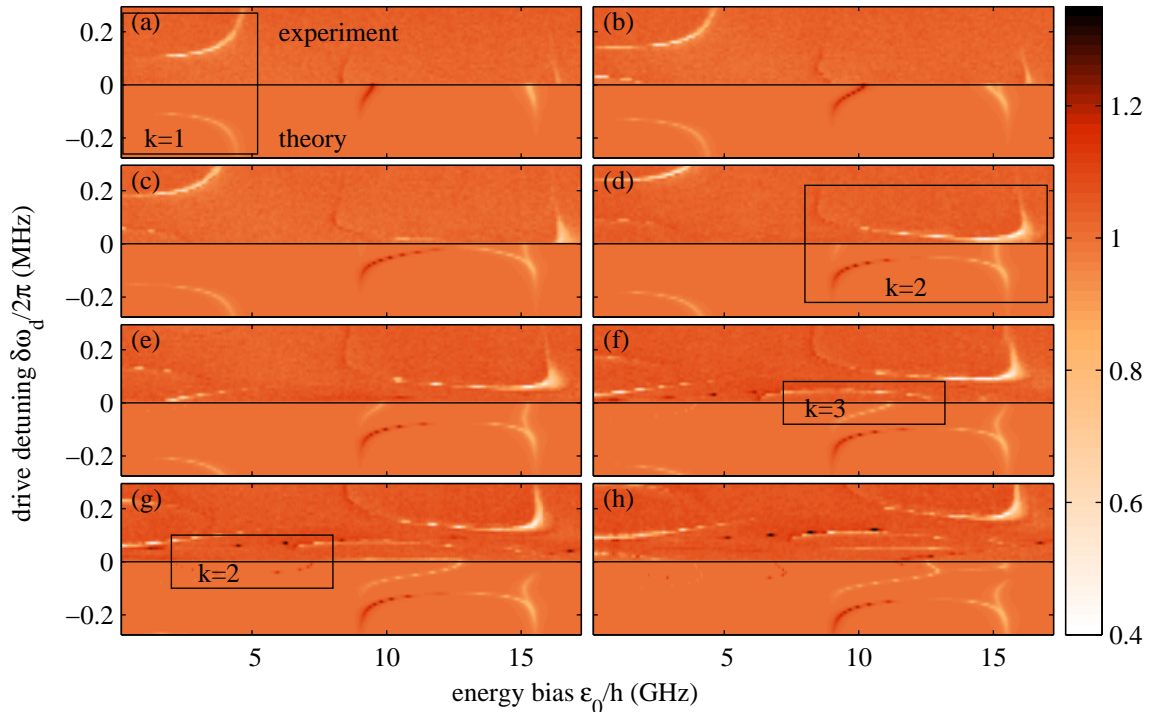 (a)
experiment
k=1
theory
(b)
(c)
(d)
k=2
(e)
(f)
k=3
(g)
k=2
(h)
0.2
0
−0.2
0.2
0
−0.2
0.2
0
−0.2
0.2
0
−0.2
5
10
15
5
10
15
drive detuning δω_d/2π (MHz)
energy bias ε_0/h (GHz)
1.2
1
0.8
0.6
0.4